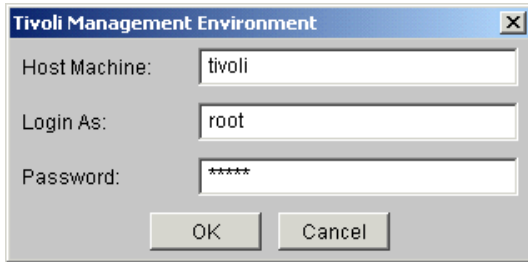 Tivoli Management Environment
Host Machine: tivoli
Login As: root
Password: *****
OK Cancel